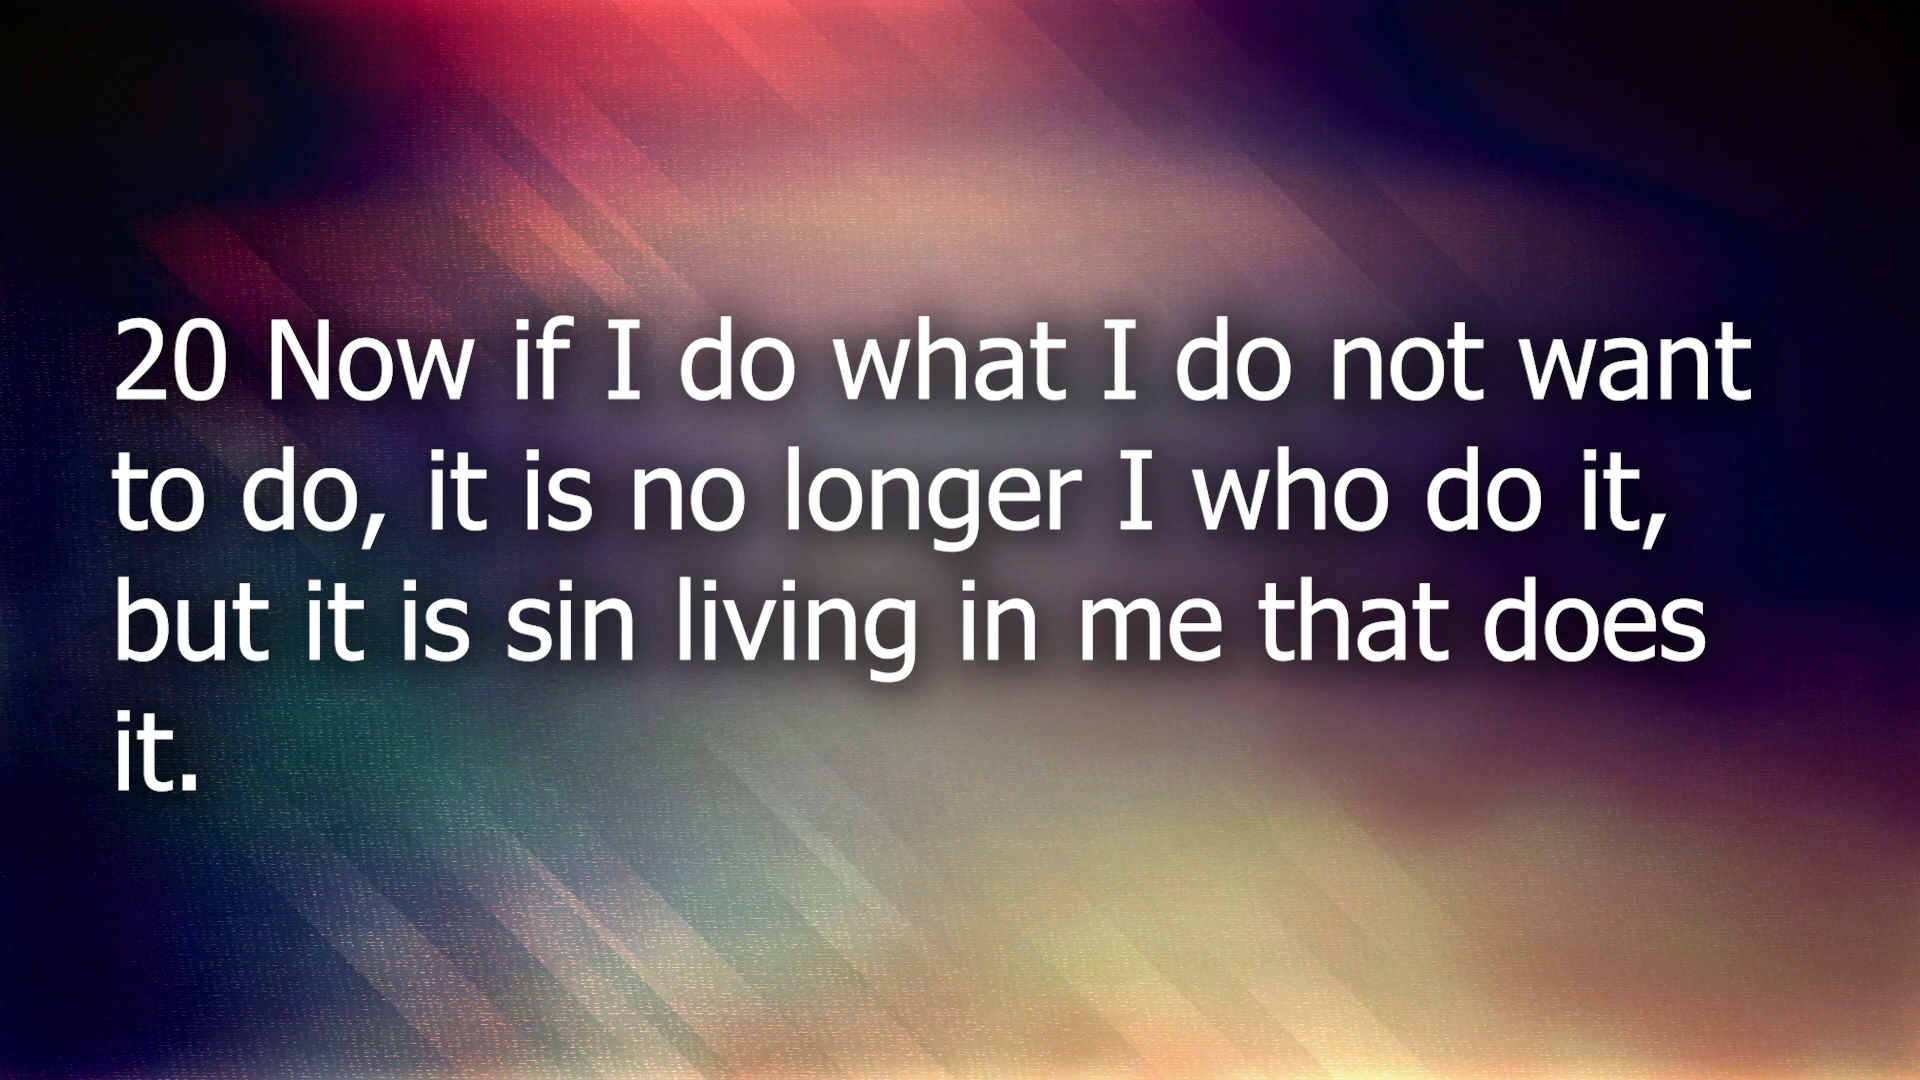 20 Now if I do what I do not want
to do, it is no longer I who do it,
but it is sin living in me that does
it.